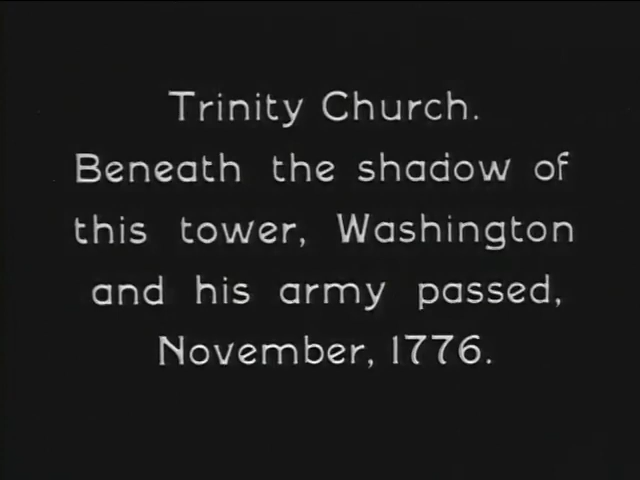 Trinity Church.
Beneath the shadow of
this tower, Washington
and his army passed,
November, 1776.